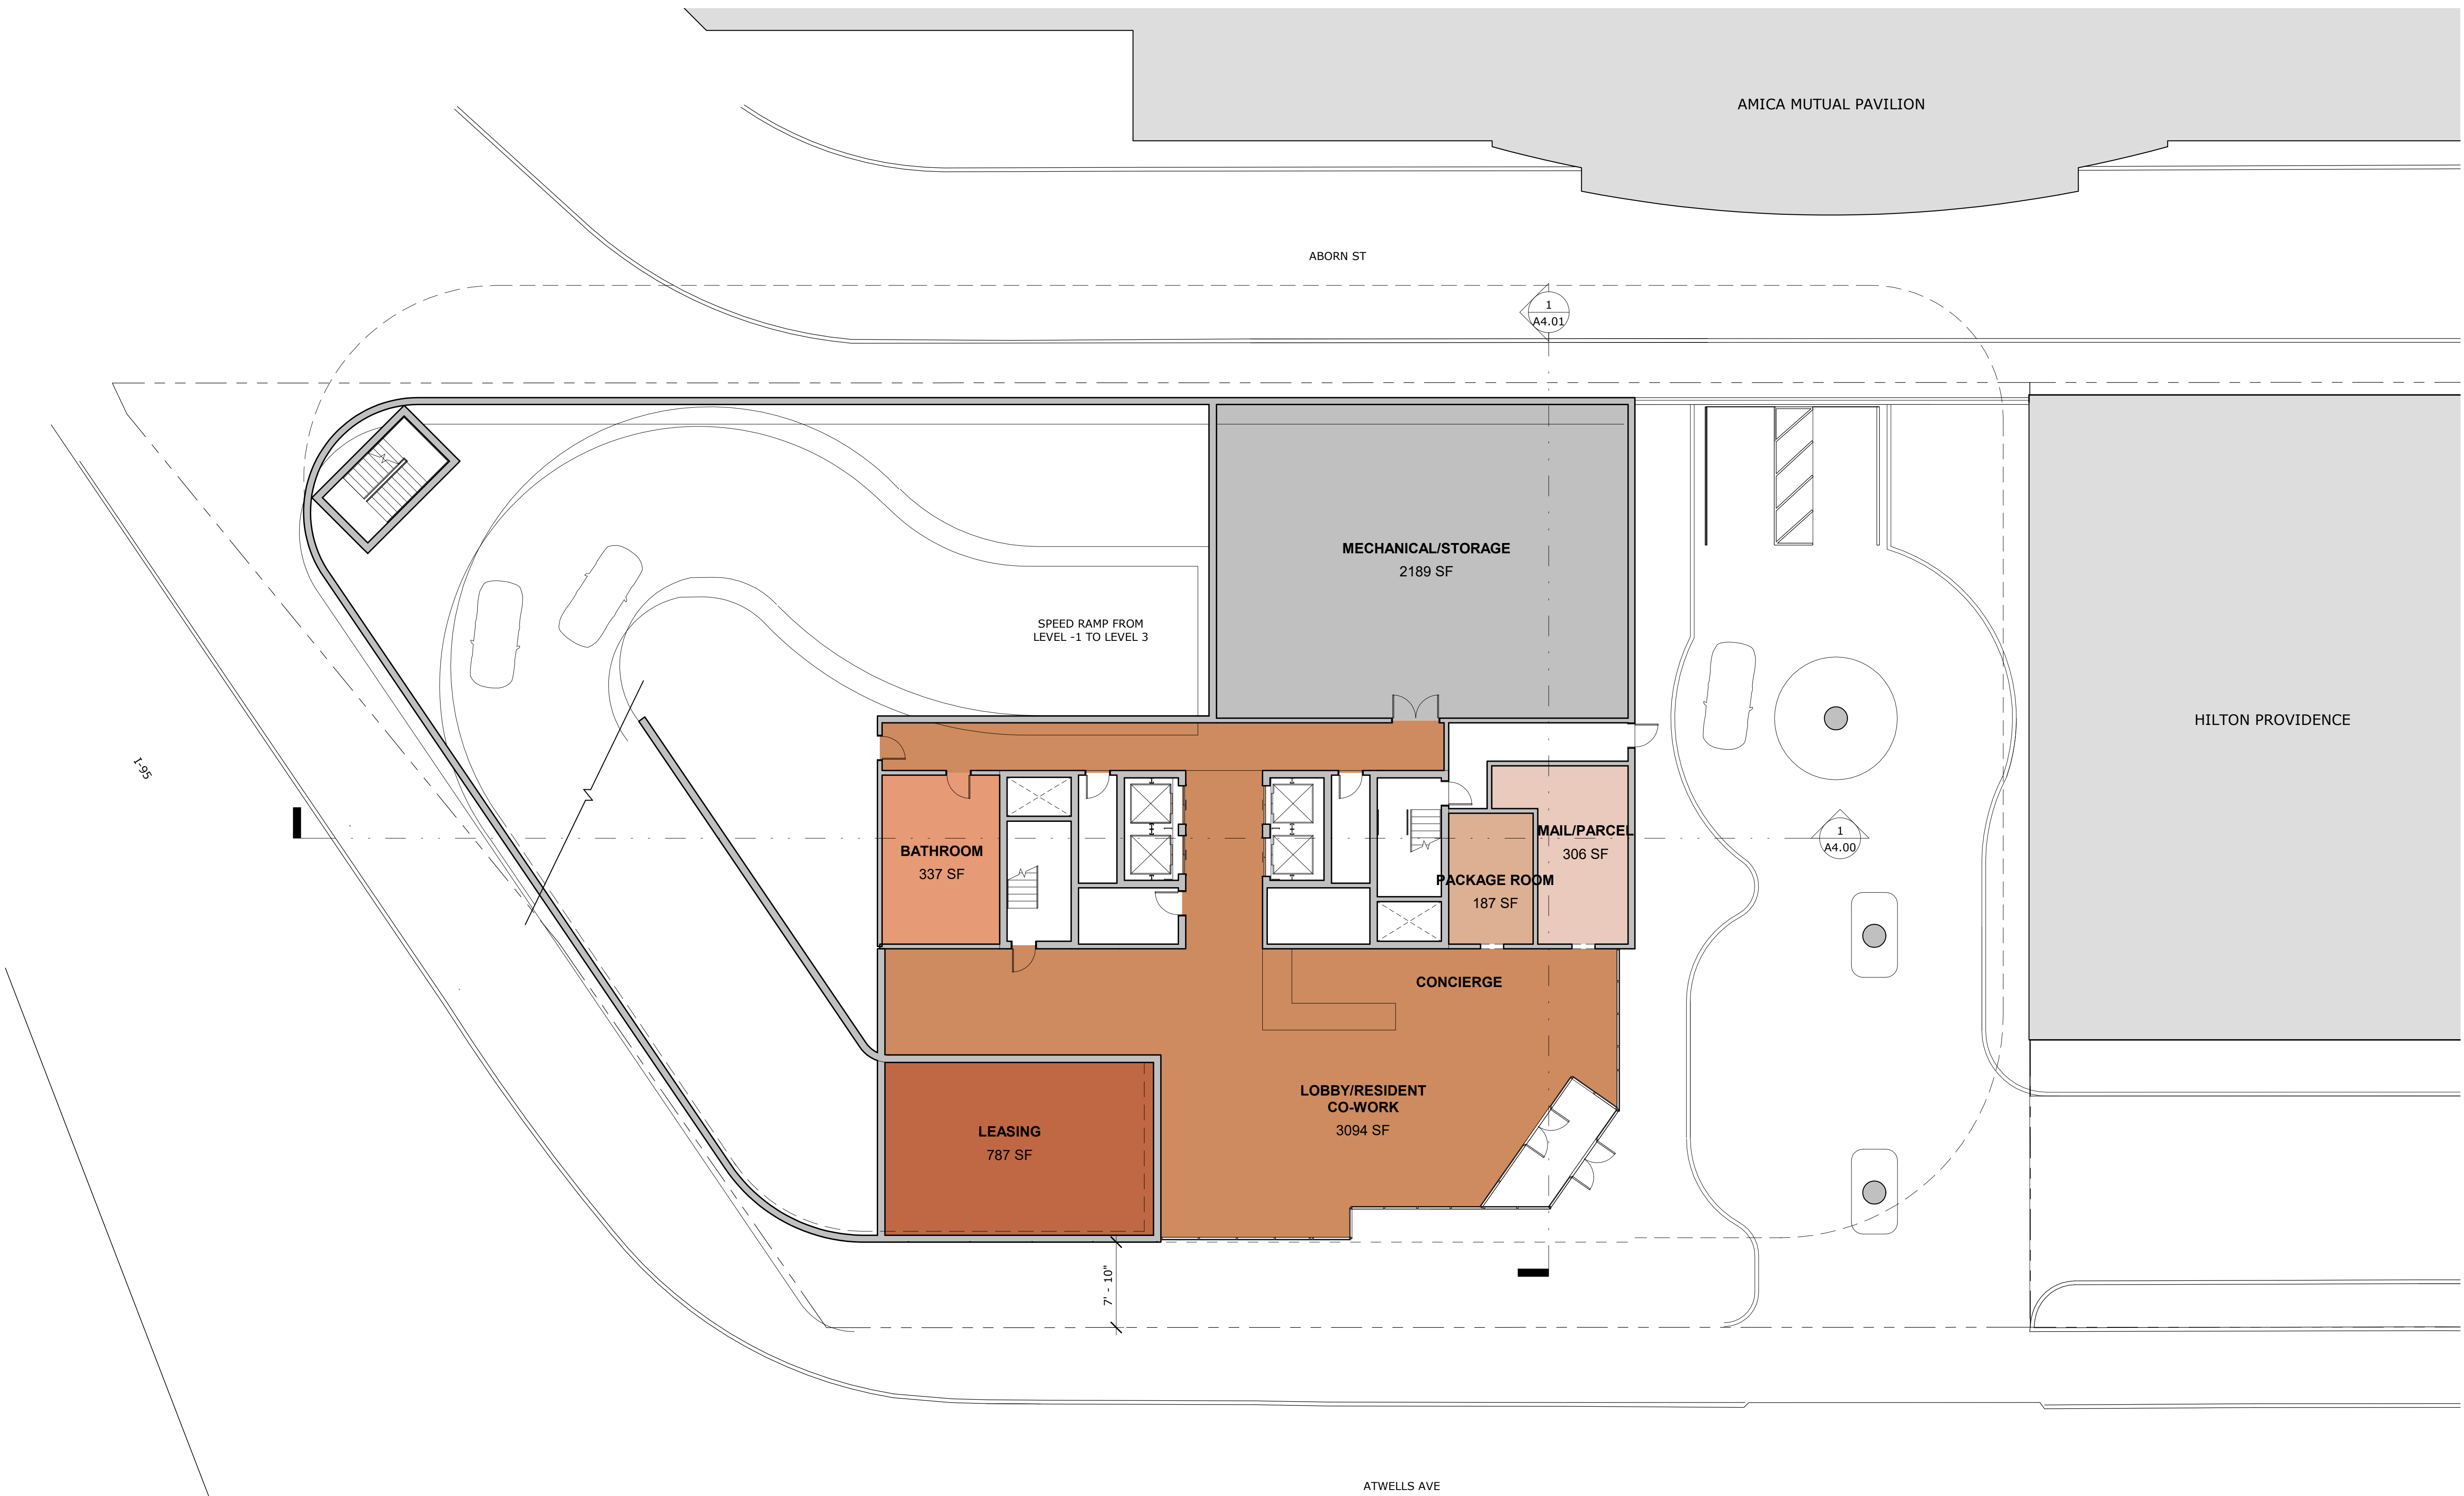 AMICA MUTUAL PAVILION
ABORN ST
1
A4.01
MECHANICAL/STORAGE
2189 SF
SPEED RAMP FROM
LEVEL -1 TO LEVEL 3
HILTON PROVIDENCE
I-95
BATHROOM
337 SF
MAIL/PARCEL
306 SF
1
A4.00
PACKAGE ROOM
187 SF
CONCIERGE
LOBBY/RESIDENT
CO-WORK
3094 SF
LEASING
787 SF
7' - 10"
ATWELLS AVE